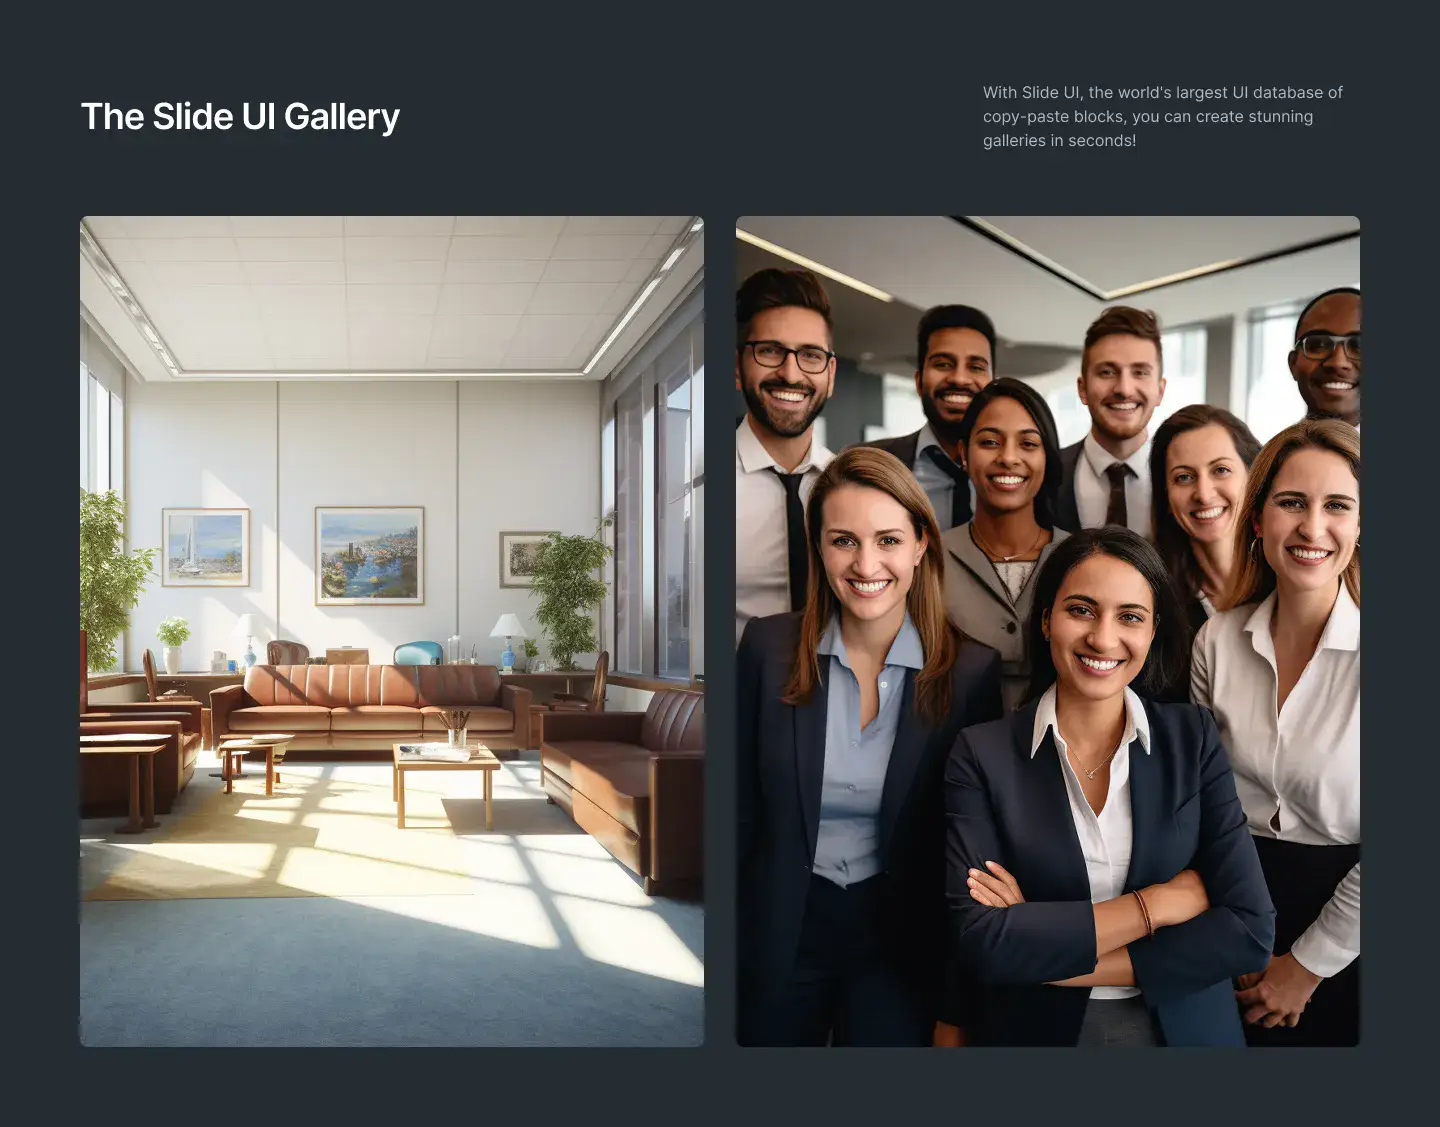 The Slide UI Gallery
With Slide UI, the world's largest UI database of
copy-paste blocks, you can create stunning
galleries in seconds!